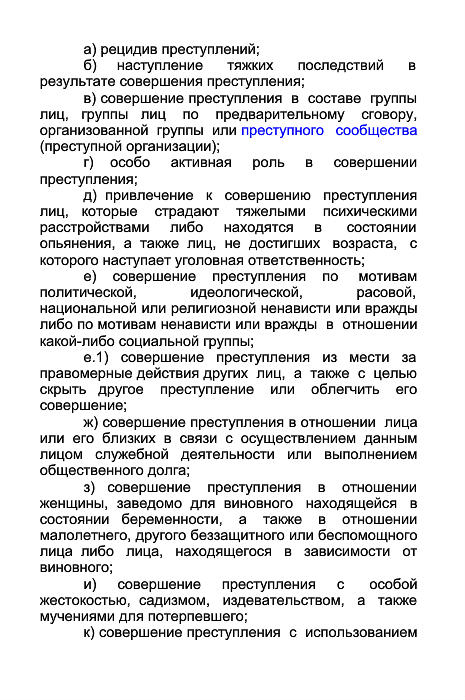 а) рецидив преступлений;
б) наступление тяжких последствий в
результате совершения преступления;
в) совершение преступления в составе группы
лиц, группы лиц по предварительному сговору,
организованной группы или преступного сообщества
(преступной организации);
г) особо активная роль в совершении
преступления;
д) привлечение к совершению преступления
лиц, которые страдают тяжелыми психическими
расстройствами либо находятся в состоянии
опьянения, а также лиц, не достигших возраста, с
которого наступает уголовная ответственность;
е) совершение преступления по мотивам
политической, идеологической, расовой,
национальной или религиозной ненависти или вражды
либо по мотивам ненависти или вражды в отношении
какой-либо социальной группы;
е.1) совершение преступления из мести за
правомерные действия других лиц, а также с целью
скрыть другое преступление или облегчить его
совершение;
ж) совершение преступления в отношении лица
или его близких в связи с осуществлением данным
лицом служебной деятельности или выполнением
общественного долга;
з) совершение преступления в отношении
женщины, заведомо для виновного находящейся в
состоянии беременности, а также в отношении
малолетнего, другого беззащитного или беспомощного
лица либо лица, находящегося в зависимости от
виновного;
и) совершение преступления с особой
жестокостью, садизмом, издевательством, а также
мучениями для потерпевшего;
к) совершение преступления с использованием